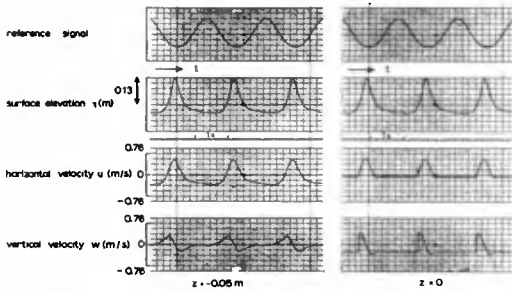 reference signal
t t
0.13
surface elevation η (m)
0.76
horizontal velocity u (m/s) 0
- 0.76
0.76
vertical velocity w (m/s) 0
- 0.76
z = -0.05 m z = 0